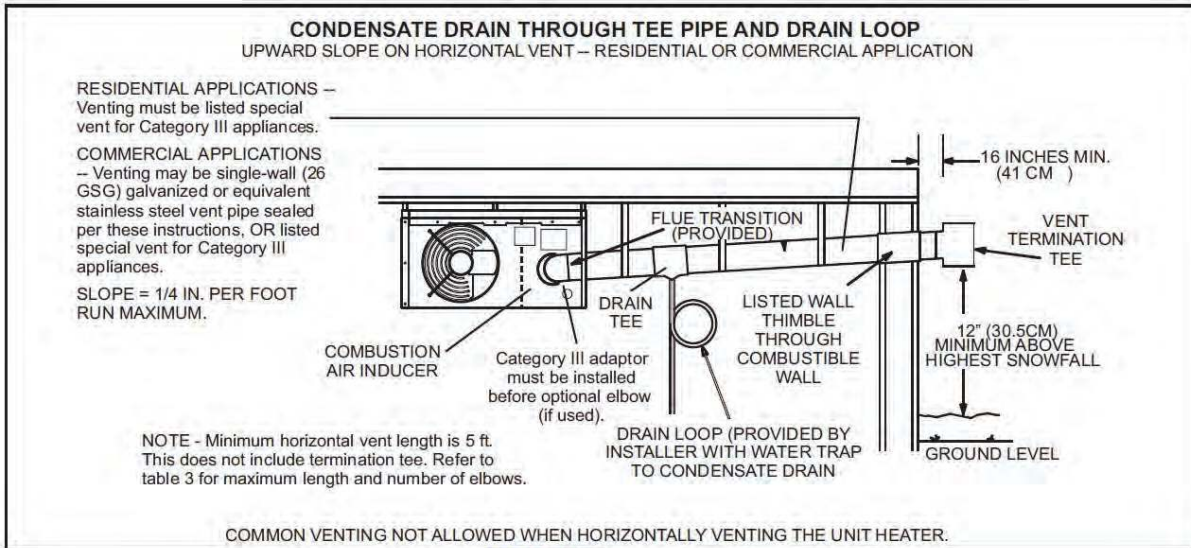 CONDENSATE DRAIN THROUGH TEE PIPE AND DRAIN LOOP
UPWARD SLOPE ON HORIZONTAL VENT – RESIDENTIAL OR COMMERCIAL APPLICATION
RESIDENTIAL APPLICATIONS –
Venting must be listed special
vent for Category III appliances.
COMMERCIAL APPLICATIONS
– Venting may be single-wall (26
GSG) galvanized or equivalent
stainless steel vent pipe sealed
per these instructions, OR listed
special vent for Category III
appliances.
SLOPE = 1/4 IN. PER FOOT
RUN MAXIMUM.
16 INCHES MIN.
(41 CM )
FLUE TRANSITION
(PROVIDED)
VENT
TERMINATION
TEE
DRAIN
TEE
LISTED WALL
THIMBLE
THROUGH
COMBUSTIBLE
WALL
12" (30.5CM)
MINIMUM ABOVE
HIGHEST SNOWFALL
COMBUSTION
AIR INDUCER
Category III adaptor
must be installed
before optional elbow
(if used).
DRAIN LOOP (PROVIDED BY
INSTALLER WITH WATER TRAP
TO CONDENSATE DRAIN
GROUND LEVEL
NOTE - Minimum horizontal vent length is 5 ft.
This does not include termination tee. Refer to
table 3 for maximum length and number of elbows.
COMMON VENTING NOT ALLOWED WHEN HORIZONTALLY VENTING THE UNIT HEATER.